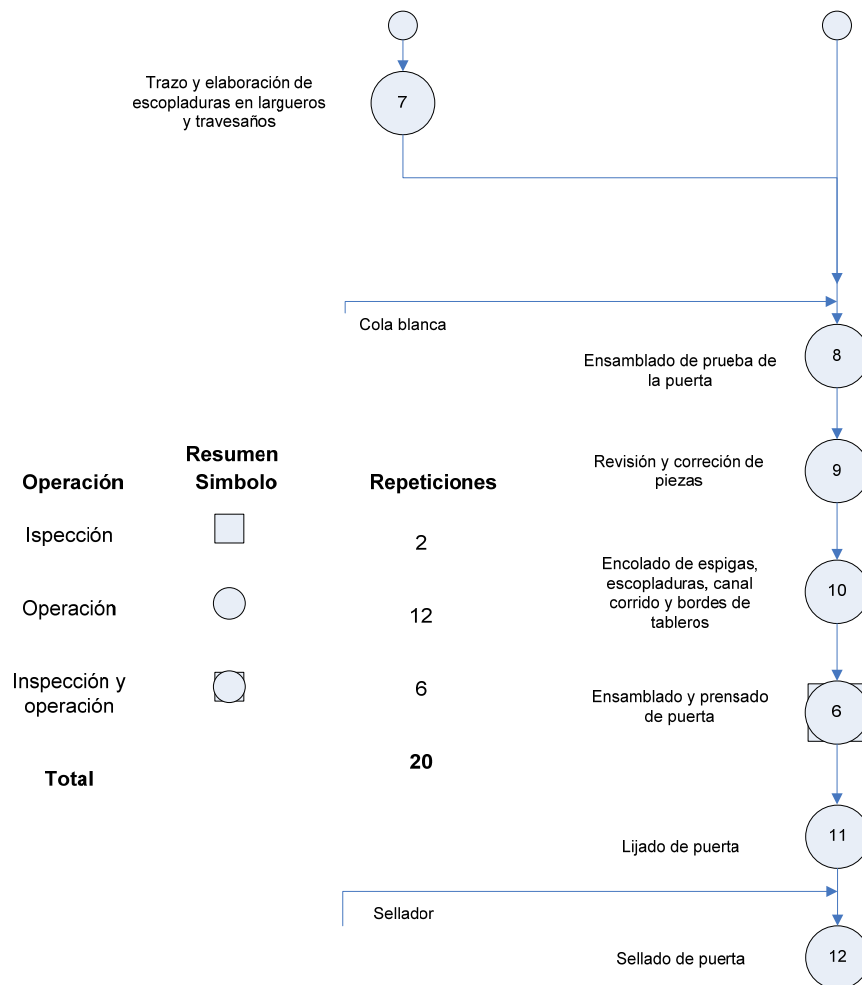 Trazo y elaboración de
escopladuras en largueros
y travesaños
7
Cola blanca
Ensamblado de prueba de
la puerta
8
Revisión y correción de
piezas
9
Encolado de espigas,
escopladuras, canal
corrido y bordes de
tableros
10
Ensamblado y prensado
de puerta
6
Lijado de puerta
11
Sellador
Sellado de puerta
12
Resumen
Operación Simbolo Repeticiones
Ispección 2
Operación 12
Inspección y
operación
6
Total
20